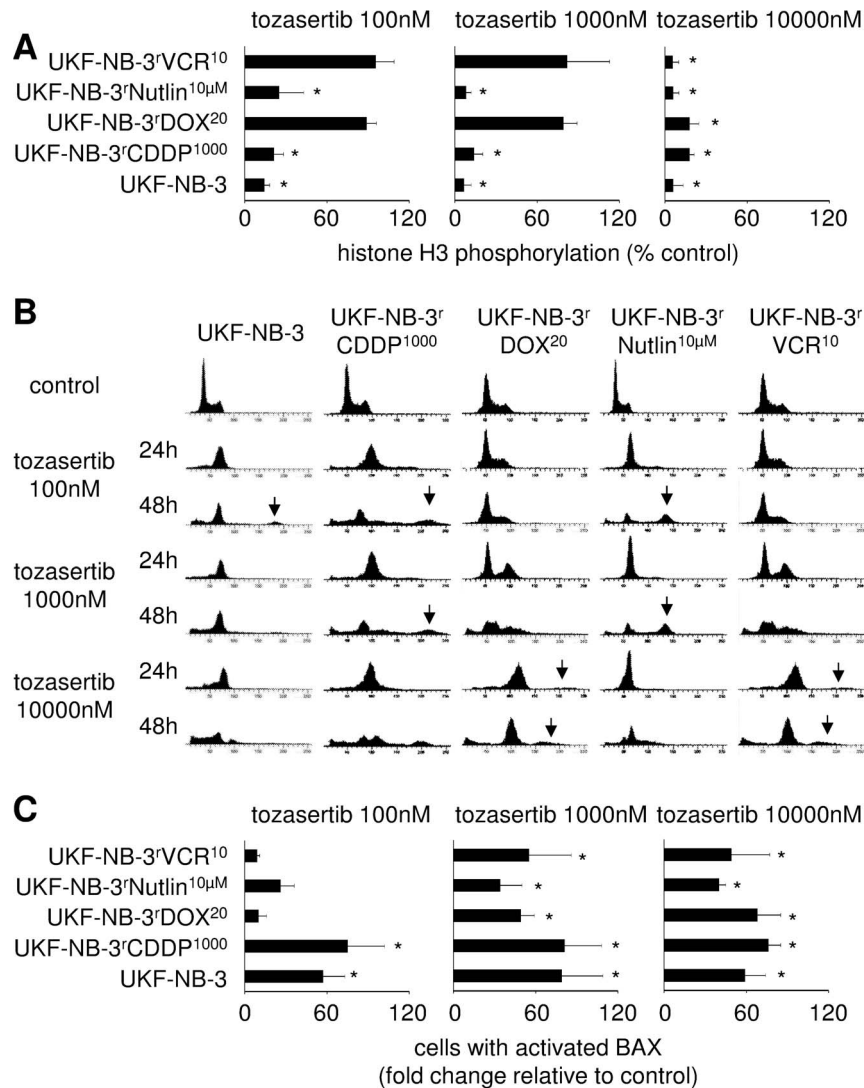 A
tozasertib 100nM tozasertib 1000nM tozasertib 10000nM
UKF-NB-3ʳVCR¹⁰
UKF-NB-3ʳNutlin¹⁰µᴹ
UKF-NB-3ʳDOX²⁰
UKF-NB-3ʳCDDP¹⁰⁰⁰
UKF-NB-3
* * * * * * * * * * *
0 60 120 0 60 120 0 60 120
histone H3 phosphorylation (% control)
B
UKF-NB-3 UKF-NB-3ʳ UKF-NB-3ʳ UKF-NB-3ʳ UKF-NB-3ʳ
CDDP¹⁰⁰⁰ DOX²⁰ Nutlin¹⁰µᴹ VCR¹⁰
control
tozasertib 24h
100nM
48h
tozasertib 24h
1000nM
48h
tozasertib 24h
10000nM
48h
C
tozasertib 100nM tozasertib 1000nM tozasertib 10000nM
UKF-NB-3ʳVCR¹⁰
UKF-NB-3ʳNutlin¹⁰µᴹ
UKF-NB-3ʳDOX²⁰
UKF-NB-3ʳCDDP¹⁰⁰⁰
UKF-NB-3
* * * * * * * * * * * *
0 60 120 0 60 120 0 60 120
cells with activated BAX
(fold change relative to control)